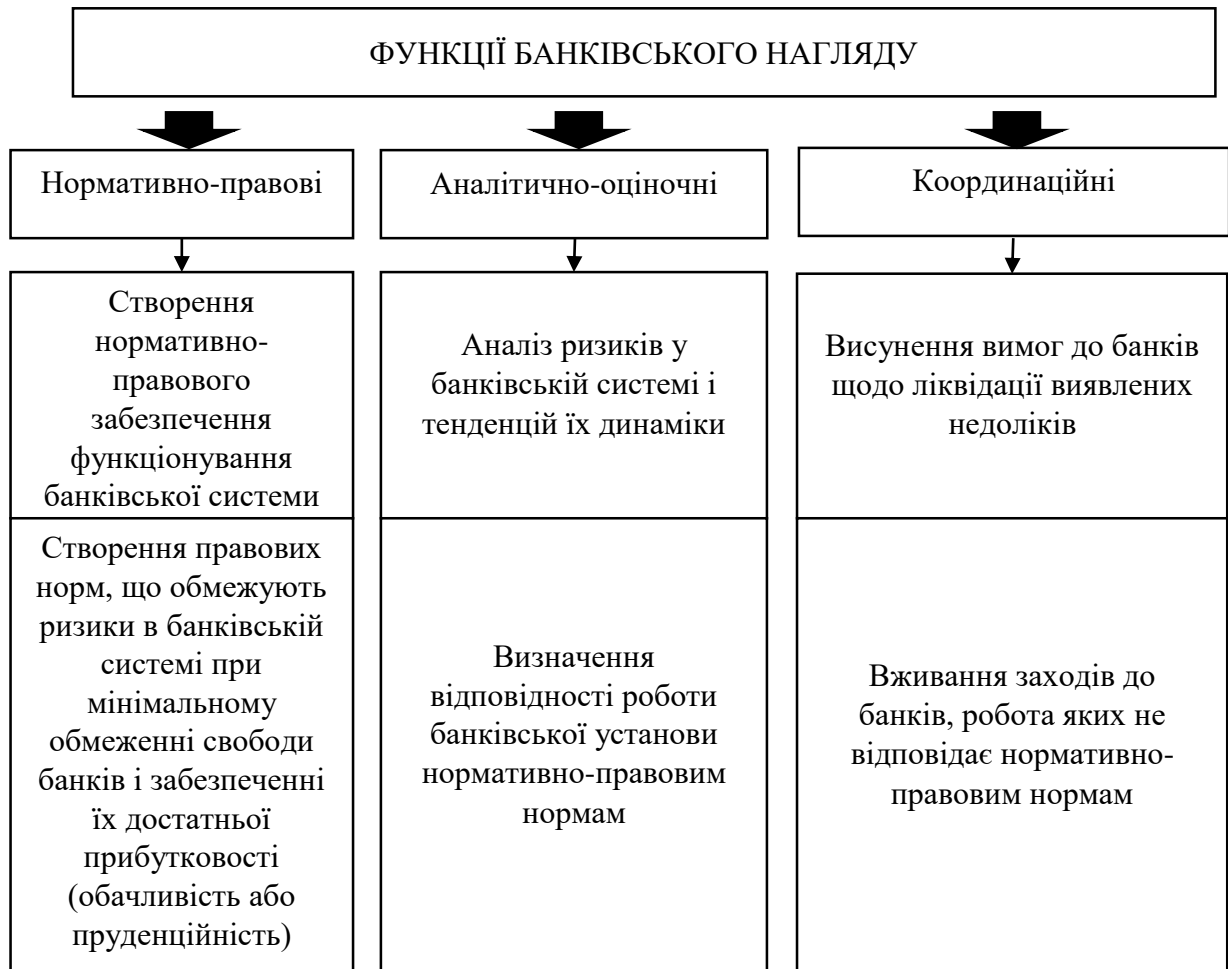 ФУНКЦІЇ БАНКІВСЬКОГО НАГЛЯДУ
Нормативно-правові
Створення
нормативно-
правового
забезпечення
функціонування
банківської системи
Створення правових
норм, що обмежують
ризики в банківській
системі при
мінімальному
обмеженні свободи
банків і забезпеченні
їх достатньої
прибутковості
(обачливість або
пруденційність)
Аналітично-оціночні
Аналіз ризиків у
банківській системі і
тенденцій їх динаміки
Визначення
відповідності роботи
банківської установи
нормативно-правовим
нормам
Координаційні
Висунення вимог до банків
щодо ліквідації виявлених
недоліків
Вживання заходів до
банків, робота яких не
відповідає нормативно-
правовим нормам